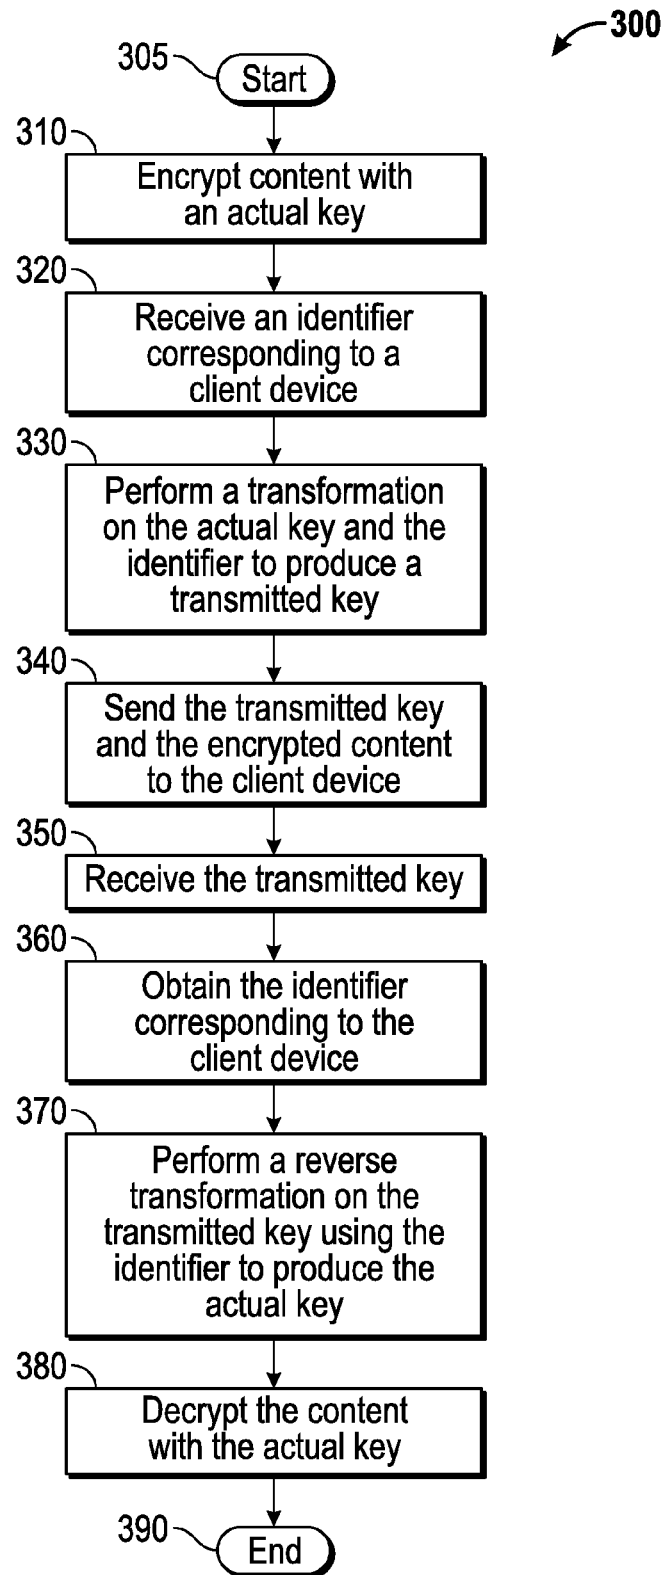 300
305
Start
310
Encrypt content with
an actual key
320
Receive an identifier
corresponding to a
client device
330
Perform a transformation
on the actual key and the
identifier to produce a
transmitted key
340
Send the transmitted key
and the encrypted content
to the client device
350
Receive the transmitted key
360
Obtain the identifier
corresponding to the
client device
370
Perform a reverse
transformation on the
transmitted key using the
identifier to produce the
actual key
380
Decrypt the content
with the actual key
390
End